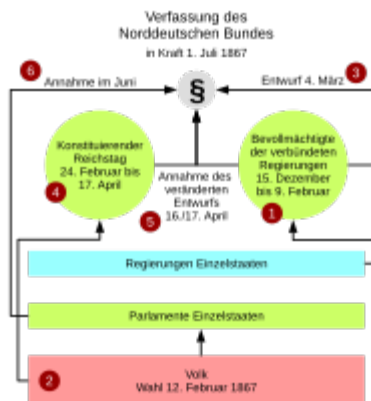 Verfassung des
Norddeutschen Bundes
in Kraft 1. Juli 1867
6
Annahme im Juni
§
Entwurf 4. März
3
Konstituierender
Reichstag
24. Februar bis
17. April
4
Annahme des
veränderten
Entwurfs
16./17. April
5
Bevollmächtigte
der verbündeten
Regierungen
15. Dezember
bis 9. Februar
1
Regierungen Einzelstaaten
Parlamente Einzelstaaten
2
Volk
Wahl 12. Februar 1867